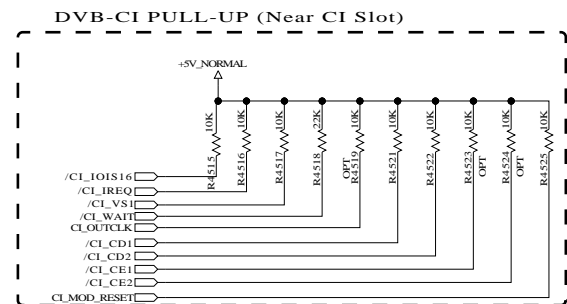 DVB-CI PULL-UP (Near CI Slot)
+5V_NORMAL
10K
R4515
10K
R4516
10K
R4517
22K
R4518
10K
R4519
OPT
10K
R4521
10K
R4522
10K
R4523
OPT
10K
R4524
OPT
10K
R4525
/CI_IOIS16
/CI_IREQ
/CI_VS1
/CI_WAIT
CI_OUTCLK
/CI_CD1
/CI_CD2
/CI_CE1
/CI_CE2
CI_MOD_RESET